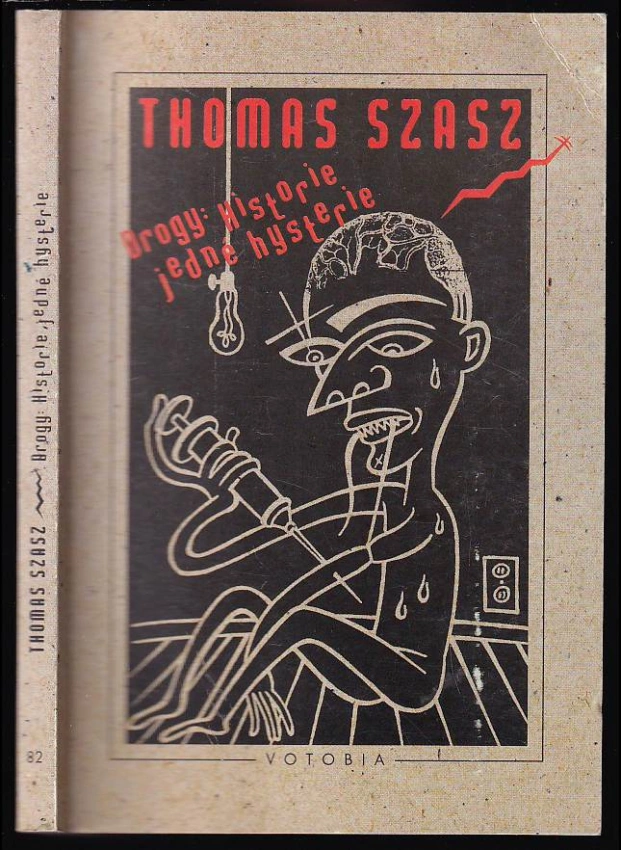 THOMAS SZASZ
Drogy: Historie
jedné hysterie
VOTOBIA
THOMAS SZASZ Drogy: Historie jedné hysterie
82